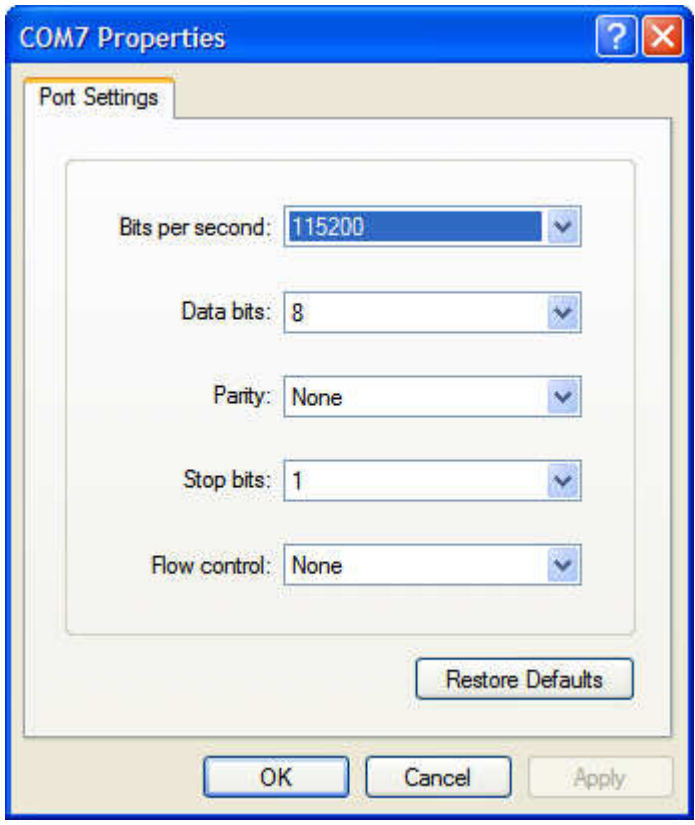 COM7 Properties
Port Settings
Bits per second: 115200
Data bits: 8
Parity: None
Stop bits: 1
Flow control: None
Restore Defaults
OK Cancel Apply